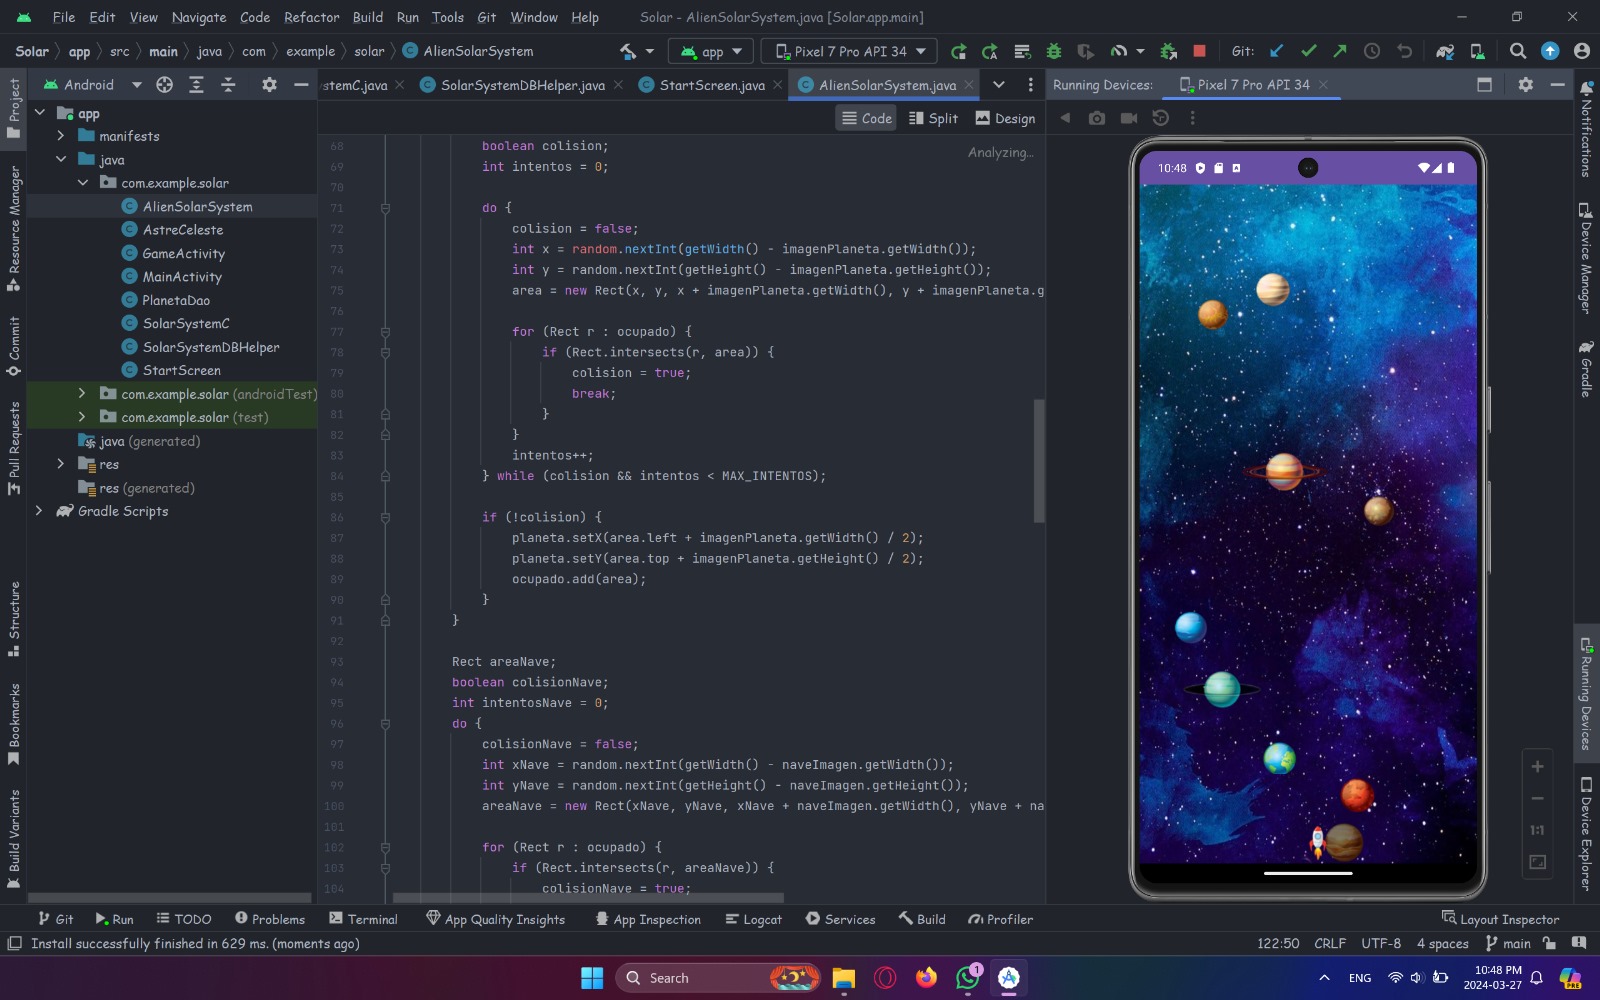 File Edit View Navigate Code Refactor Build Run Tools Git Window Help Solar - AlienSolarSystem.java [Solar.app.main]
Solar app src main java com example solar AlienSolarSystem app Pixel 7 Pro API 34 Git:
Android
stemC.java SolarSystemDBHelper.java StartScreen.java AlienSolarSystem.java
Running Devices: Pixel 7 Pro API 34
Code Split Design
Analyzing...
Project
Resource Manager
Commit
Pull Requests
Structure
Bookmarks
Build Variants
app
manifests
java
com.example.solar
AlienSolarSystem
AstreCeleste
GameActivity
MainActivity
PlanetaDao
SolarSystemC
SolarSystemDBHelper
StartScreen
com.example.solar (androidTest)
com.example.solar (test)
java (generated)
res
res (generated)
Gradle Scripts
68 boolean colision;
69 int intentos = 0;
70
71 do {
72 colision = false;
73 int x = random.nextInt(getWidth() - imagenPlaneta.getWidth());
74 int y = random.nextInt(getHeight() - imagenPlaneta.getHeight());
75 area = new Rect(x, y, x + imagenPlaneta.getWidth(), y + imagenPlaneta.g
76
77 for (Rect r : ocupado) {
78 if (Rect.intersects(r, area)) {
79 colision = true;
80 break;
81 }
82 }
83 intentos++;
84 } while (colision && intentos < MAX_INTENTOS);
85
86 if (!colision) {
87 planeta.setX(area.left + imagenPlaneta.getWidth() / 2);
88 planeta.setY(area.top + imagenPlaneta.getHeight() / 2);
89 ocupado.add(area);
90 }
91 }
92
93 Rect areaNave;
94 boolean colisionNave;
95 int intentosNave = 0;
96 do {
97 colisionNave = false;
98 int xNave = random.nextInt(getWidth() - naveImagen.getWidth());
99 int yNave = random.nextInt(getHeight() - naveImagen.getHeight());
100 areaNave = new Rect(xNave, yNave, xNave + naveImagen.getWidth(), yNave + na
101
102 for (Rect r : ocupado) {
103 if (Rect.intersects(r, areaNave)) {
104 colisionNave = true;
10:48
1:1
Notifications
Device Manager
Gradle
Running Devices
Device Explorer
Git Run TODO Problems Terminal App Quality Insights App Inspection Logcat Services Build Profiler Layout Inspector
Install successfully finished in 629 ms. (moments ago) 122:50 CRLF UTF-8 4 spaces main
Search
1
ENG
10:48 PM
2024-03-27
PRE